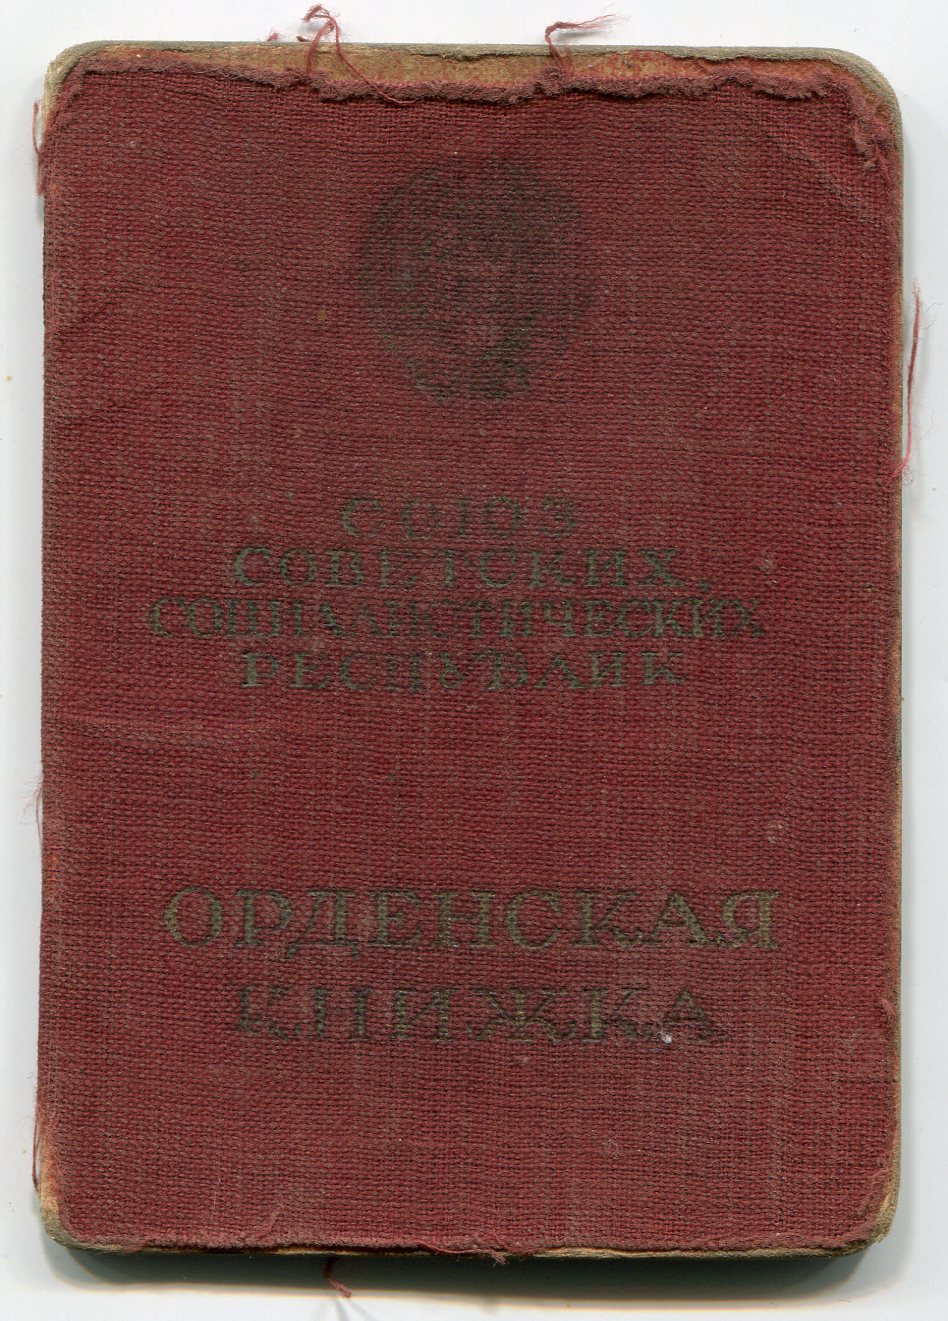 СОЮЗ
СОВЕТСКИХ,
СОЦИАЛИСТИЧЕСКИХ
РЕСПУБЛИК
ОРДЕНСКАЯ
КНИЖКА